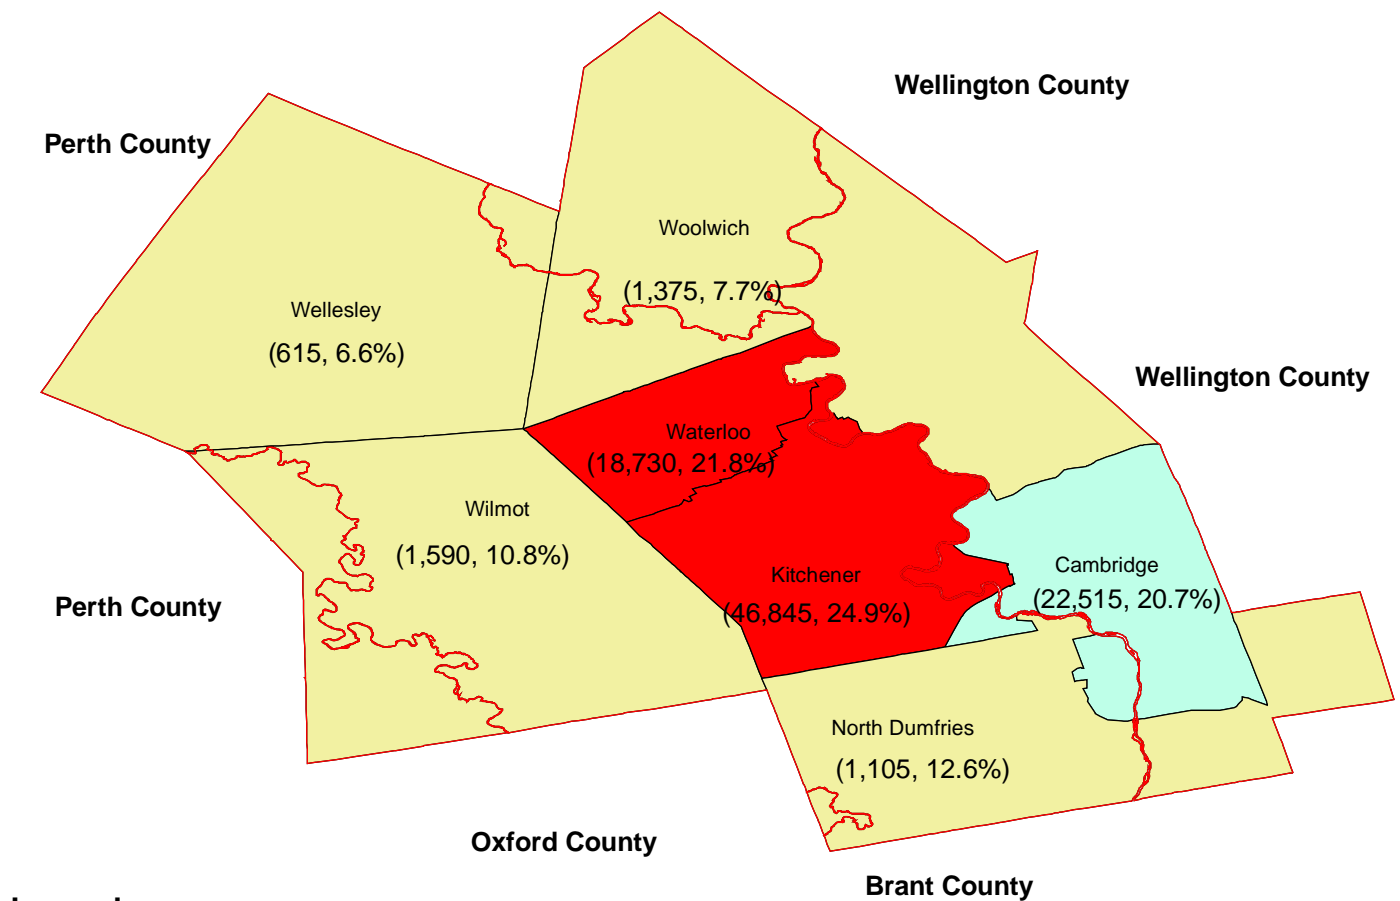 Wellington County
Perth County
Woolwich
(1,375, 7.7%)
Wellesley
(615, 6.6%)
Wellington County
Waterloo
(18,730, 21.8%)
Wilmot
(1,590, 10.8%)
Kitchener
(46,845, 24.9%)
Cambridge
(22,515, 20.7%)
Perth County
North Dumfries
(1,105, 12.6%)
Oxford County
Brant County